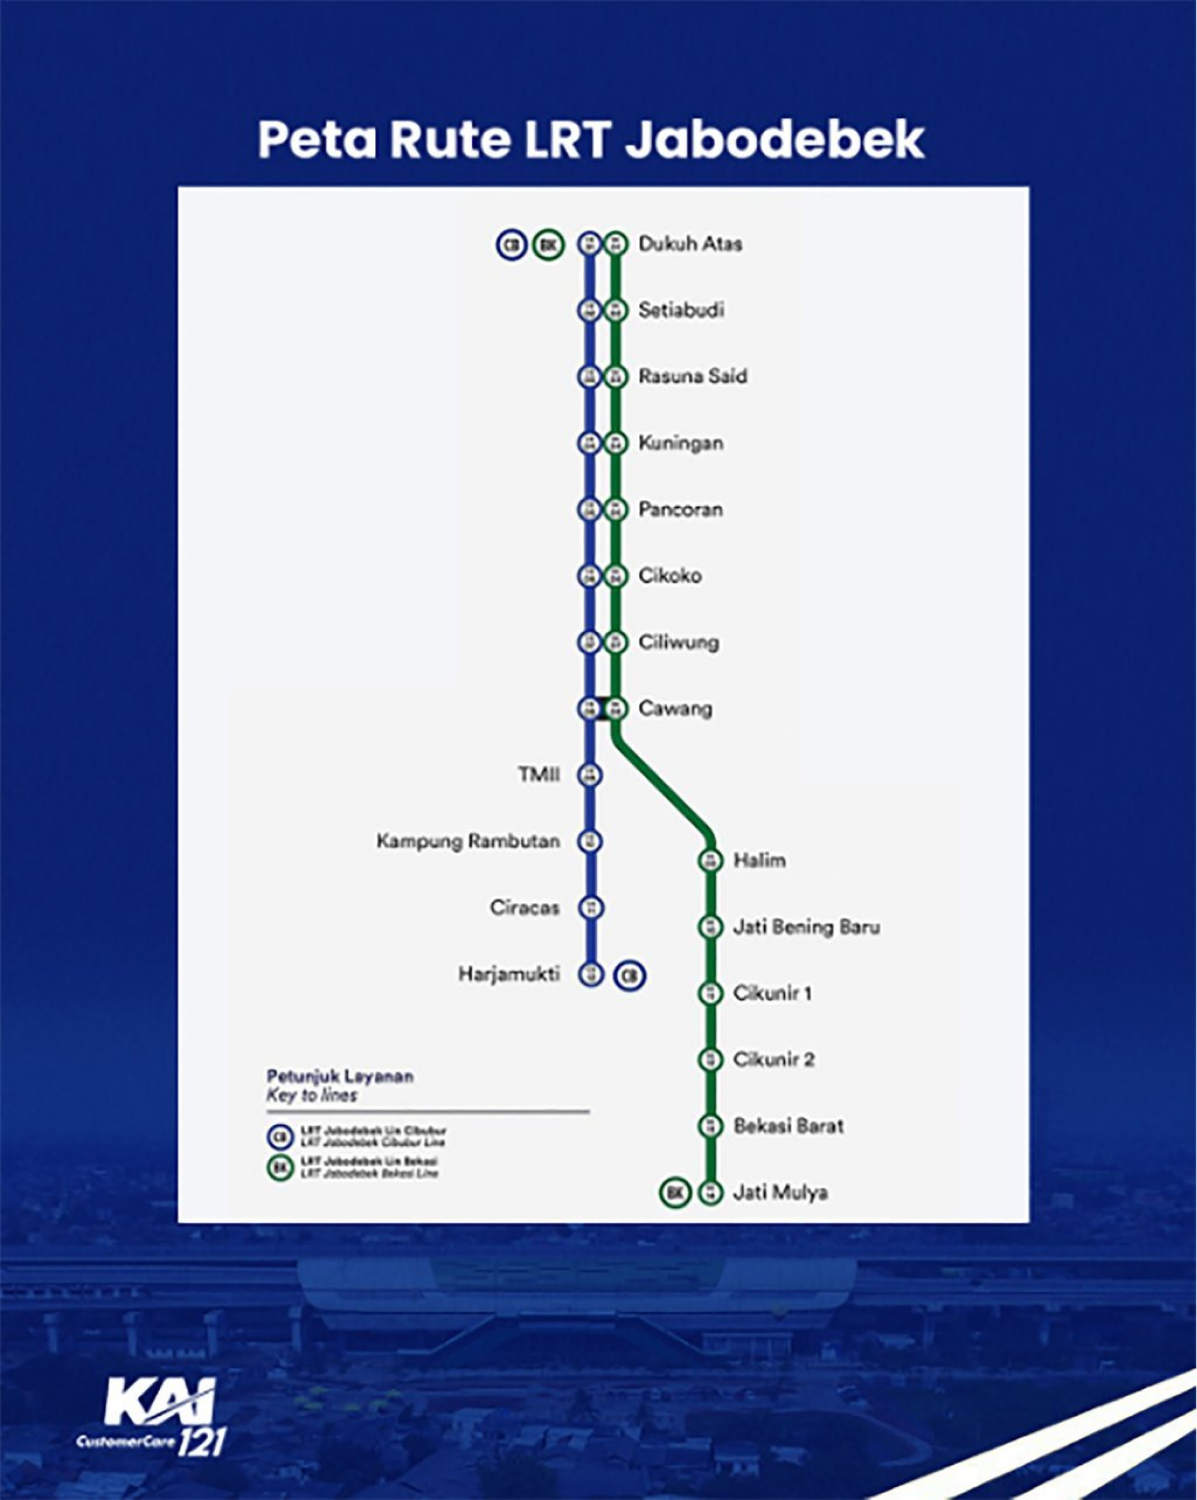 Peta Rute LRT Jabodebek
CB BK Dukuh Atas
Setiabudi
Rasuna Said
Kuningan
Pancoran
Cikoko
Ciliwung
Cawang
TMII
Kampung Rambutan
Halim
Ciracas
Jati Bening Baru
Harjamukti CB
Cikunir 1
Cikunir 2
Petunjuk Layanan
Key to lines
Bekasi Barat
CB LRT Jabodebek Lin Cibubur
LRT Jabodebek Cibubur Line
BK LRT Jabodebek Lin Bekasi
LRT Jabodebek Bekasi Line
BK Jati Mulya
KAI
CustomerCare 121